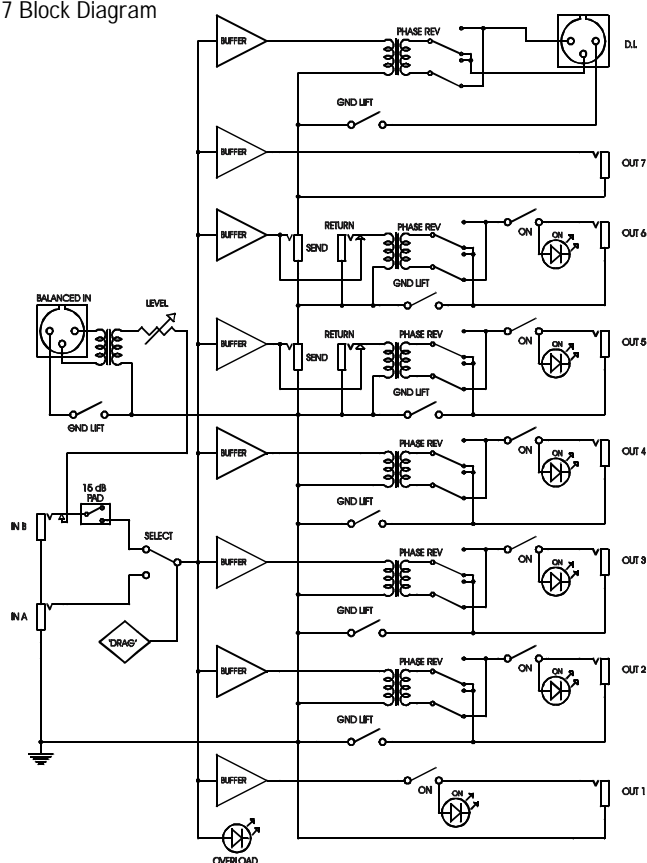 7 Block Diagram
BUFFER
PHASE REV
D.I.
GND LIFT
BUFFER
OUT 7
BUFFER
SEND
RETURN
PHASE REV
GND LIFT
ON
ON
OUT 6
BALANCED IN
LEVEL
GND LIFT
BUFFER
SEND
RETURN
PHASE REV
GND LIFT
ON
ON
OUT 5
BUFFER
PHASE REV
GND LIFT
ON
ON
OUT 4
IN B
15 dB
PAD
SELECT
IN A
'DRAG'
BUFFER
PHASE REV
GND LIFT
ON
ON
OUT 3
BUFFER
PHASE REV
GND LIFT
ON
ON
OUT 2
BUFFER
ON
ON
OUT 1
OVERLOAD